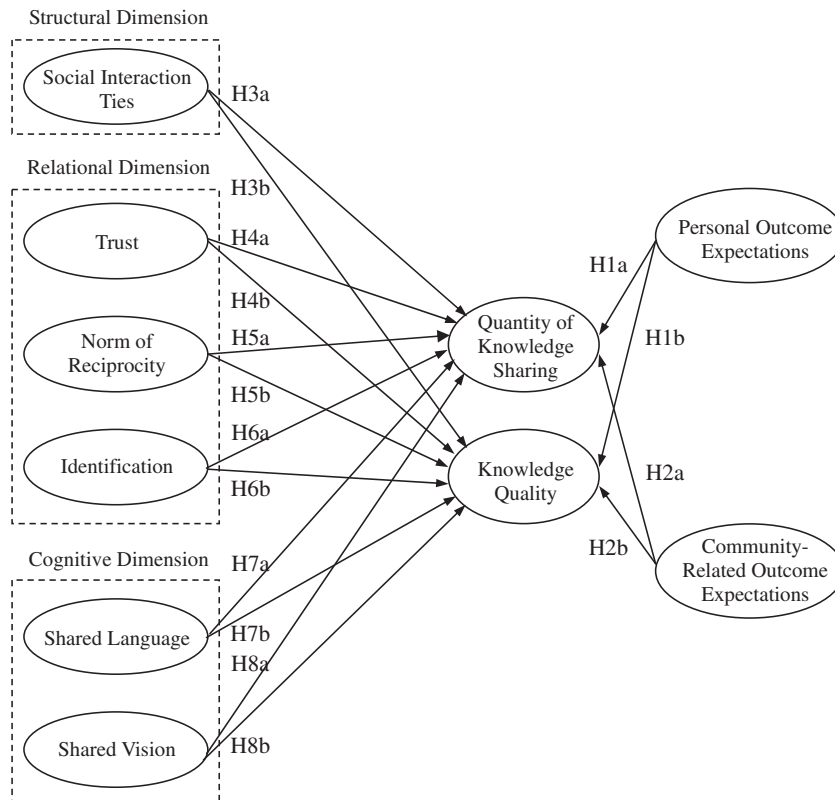 Structural Dimension
Social Interaction
Ties
H3a
Relational Dimension
H3b
Trust
H4a
H4b
Norm of
Reciprocity
H5a
H5b
Identification
H6a
H6b
Cognitive Dimension
H7a
Shared Language
H7b
H8a
Shared Vision
H8b
Quantity of
Knowledge
Sharing
Knowledge
Quality
Personal Outcome
Expectations
H1a
H1b
H2a
H2b
Community-
Related Outcome
Expectations